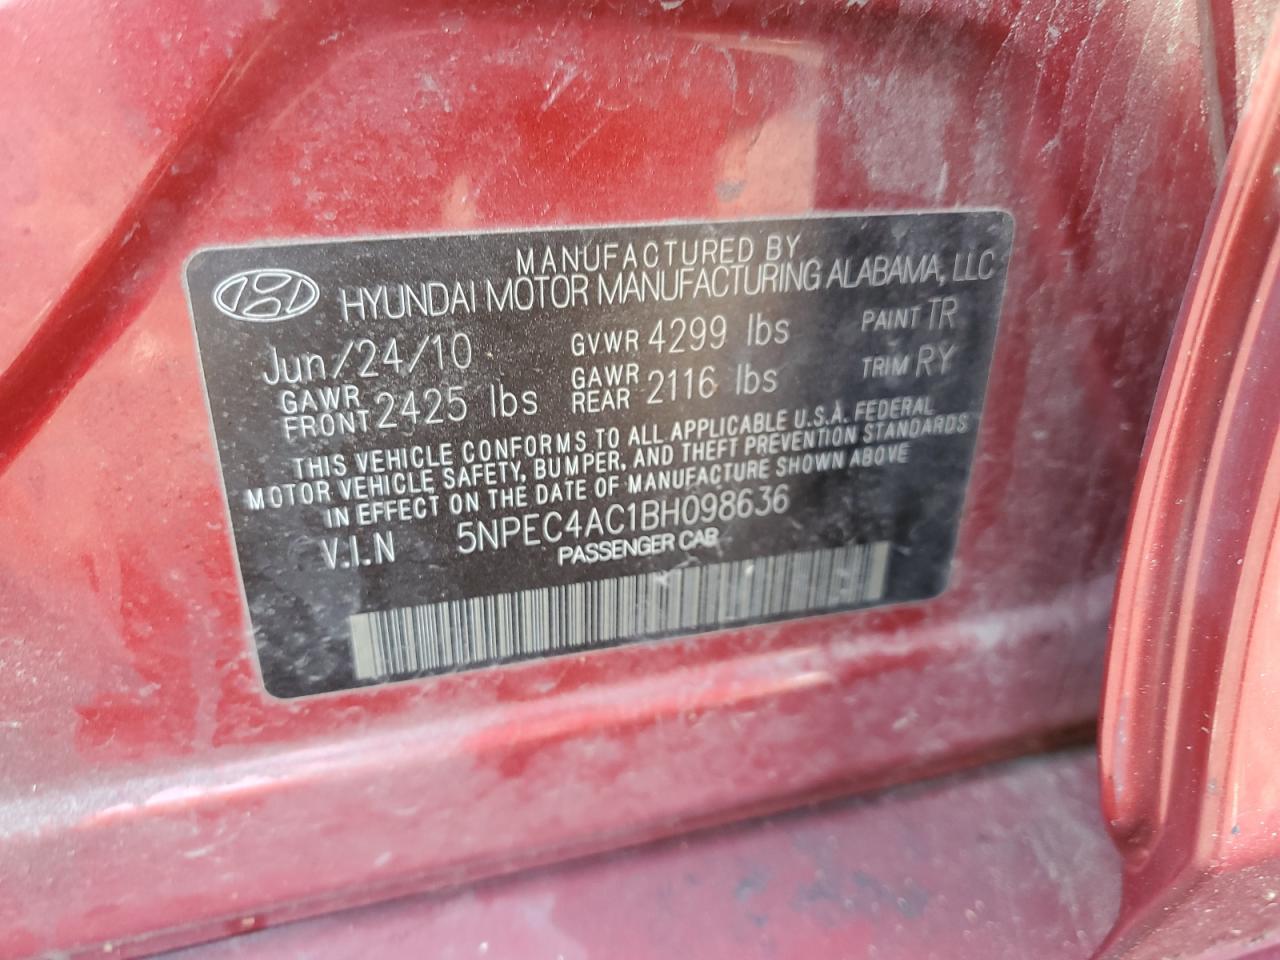 MANUFACTURED BY
HYUNDAI MOTOR MANUFACTURING ALABAMA, LLC
Jun/24/10 GVWR 4299 lbs PAINT TR
GAWR FRONT 2425 lbs GAWR REAR 2116 lbs TRIM RY
THIS VEHICLE CONFORMS TO ALL APPLICABLE U.S.A. FEDERAL
MOTOR VEHICLE SAFETY, BUMPER, AND THEFT PREVENTION STANDARDS
IN EFFECT ON THE DATE OF MANUFACTURE SHOWN ABOVE
V.I.N 5NPEC4AC1BH098636
PASSENGER CAR